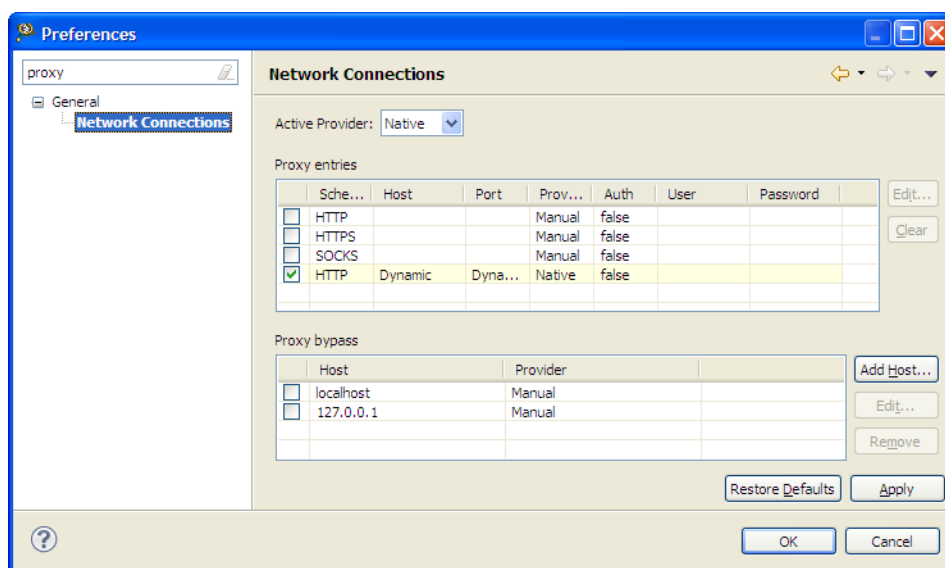 Preferences
proxy
Network Connections
General
Network Connections
Active Provider: Native
Proxy entries
Sche... Host Port Prov... Auth User Password
Edit...
HTTP Manual false
HTTPS Manual false
Clear
SOCKS Manual false
HTTP Dynamic Dyna... Native false
Proxy bypass
Host Provider
Add Host...
localhost Manual
127.0.0.1 Manual
Edit...
Remove
Restore Defaults Apply
OK Cancel